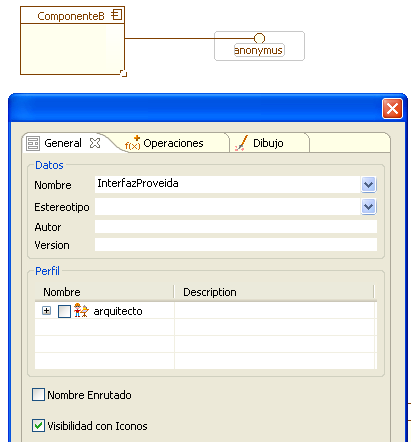 ComponenteB
anonymus
General
f(x) Operaciones
Dibujo
Datos
Nombre InterfazProveida
Estereotipo
Autor
Version
Perfil
Nombre Description
arquitecto
Nombre Enrutado
Visibilidad con Iconos